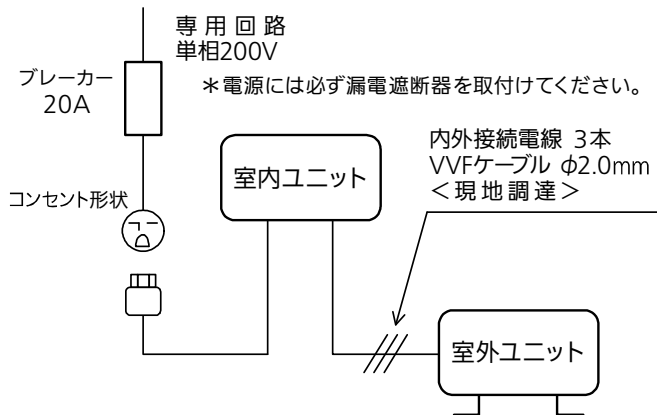 専用回路
単相200V
＊電源には必ず漏電遮断器を取付けてください。
ブレーカー
20A
内外接続電線 3本
VVFケーブル φ2.0mm
＜現地調達＞
室内ユニット
コンセント形状
室外ユニット